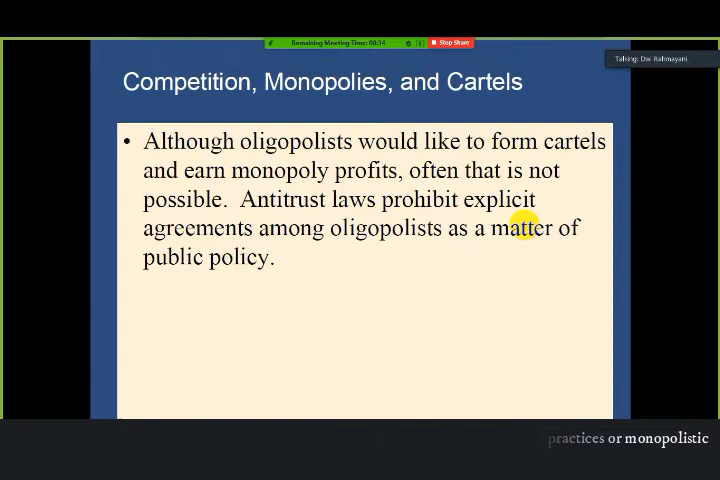 Remaining Meeting Time: 08:34
Stop Share
Talking: Dai Rahmayani
Competition, Monopolies, and Cartels
• Although oligopolists would like to form cartels
and earn monopoly profits, often that is not
possible. Antitrust laws prohibit explicit
agreements among oligopolists as a matter of
public policy.
practices or monopolistic